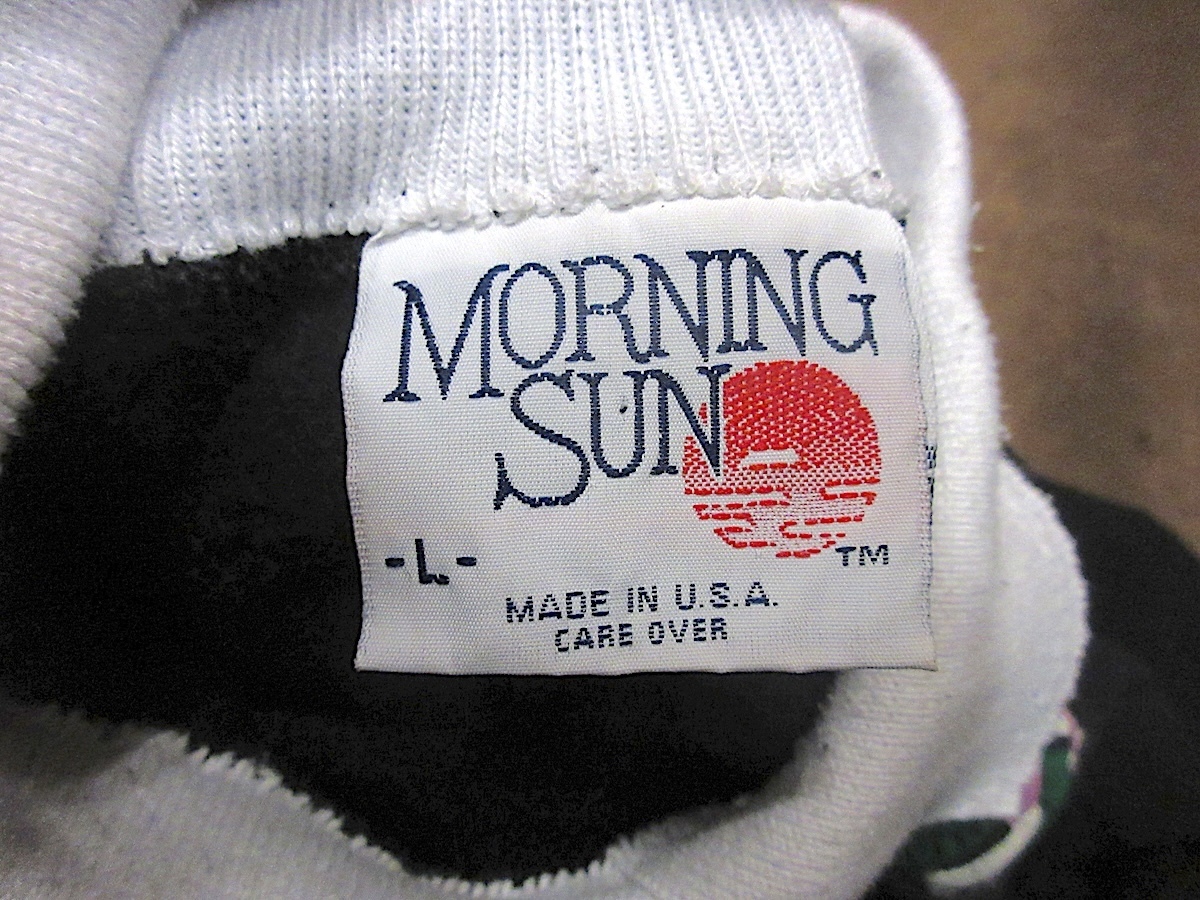 MORNING
SUN
TM
-L-
MADE IN U.S.A.
CARE OVER